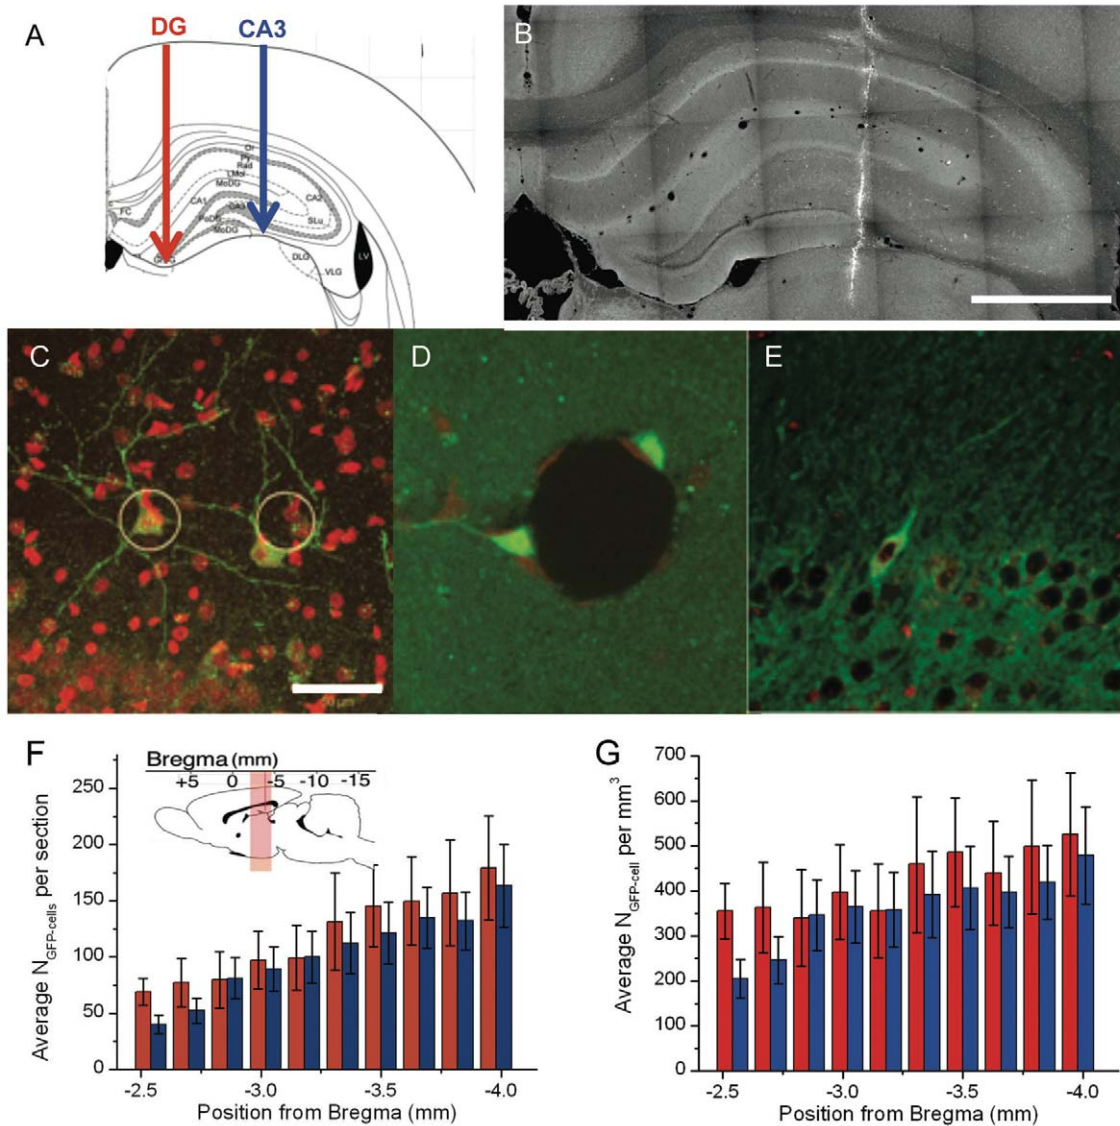 A
DG
CA3
Or
Py
Rad
LMol
MoDG
CA1
CA3
CA2
FC
PoDG
MoDG
SLu
DLG
VLG
LV
B
C
D
E
F
Bregma (mm)
+5 0 -5 -10 -15
Average N GFP-cells per section
250
200
150
100
50
0
-2.5 -3.0 -3.5 -4.0
Position from Bregma (mm)
G
Average N GFP-cell per mm3
700
600
500
400
300
200
100
0
-2.5 -3.0 -3.5 -4.0
Position from Bregma (mm)